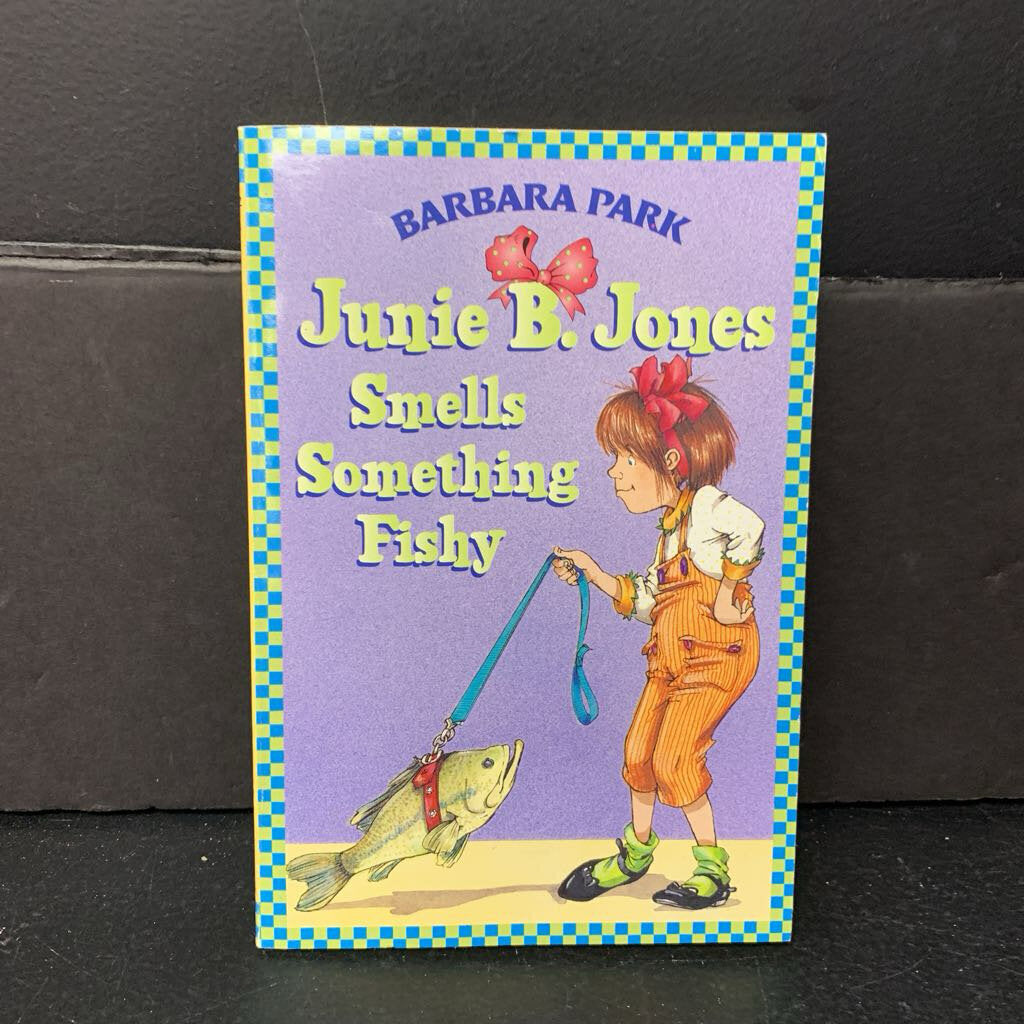 BARBARA PARK
Junie B. Jones
Smells
Something
Fishy